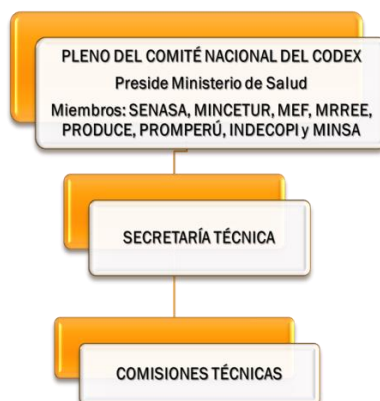 PLENO DEL COMITÉ NACIONAL DEL CODEX
Preside Ministerio de Salud
Miembros: SENASA, MINCETUR, MEF, MRREE,
PRODUCE, PROMPERÚ, INDECOPI y MINSA
SECRETARÍA TÉCNICA
COMISIONES TÉCNICAS